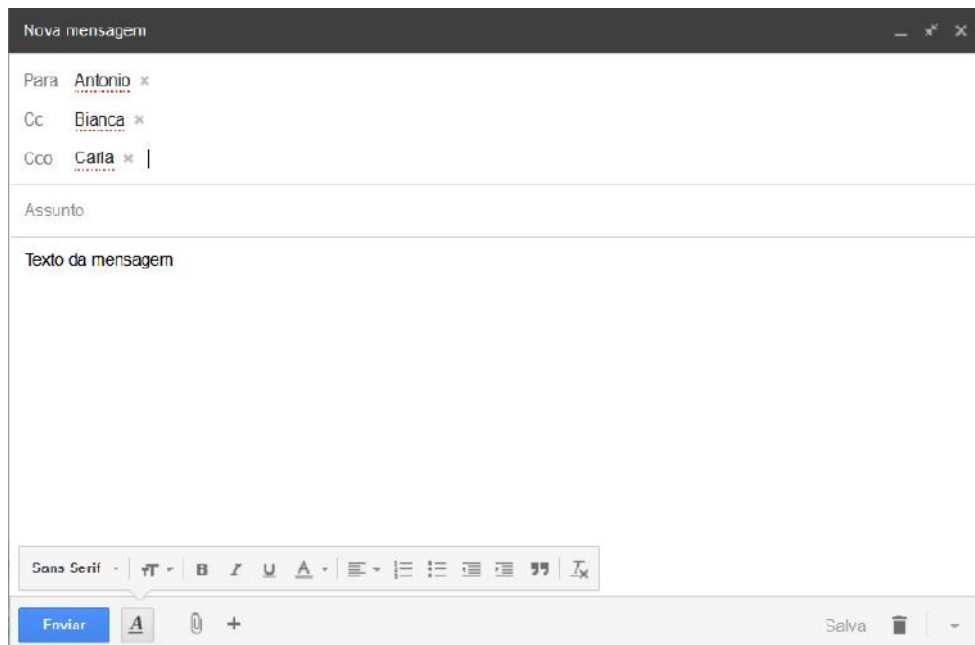 Nova mensagem
Para Antonio
Cc Bianca
Cco Carla
Assunto
Texto da mensagem
Sans Serif
Enviar
Salva